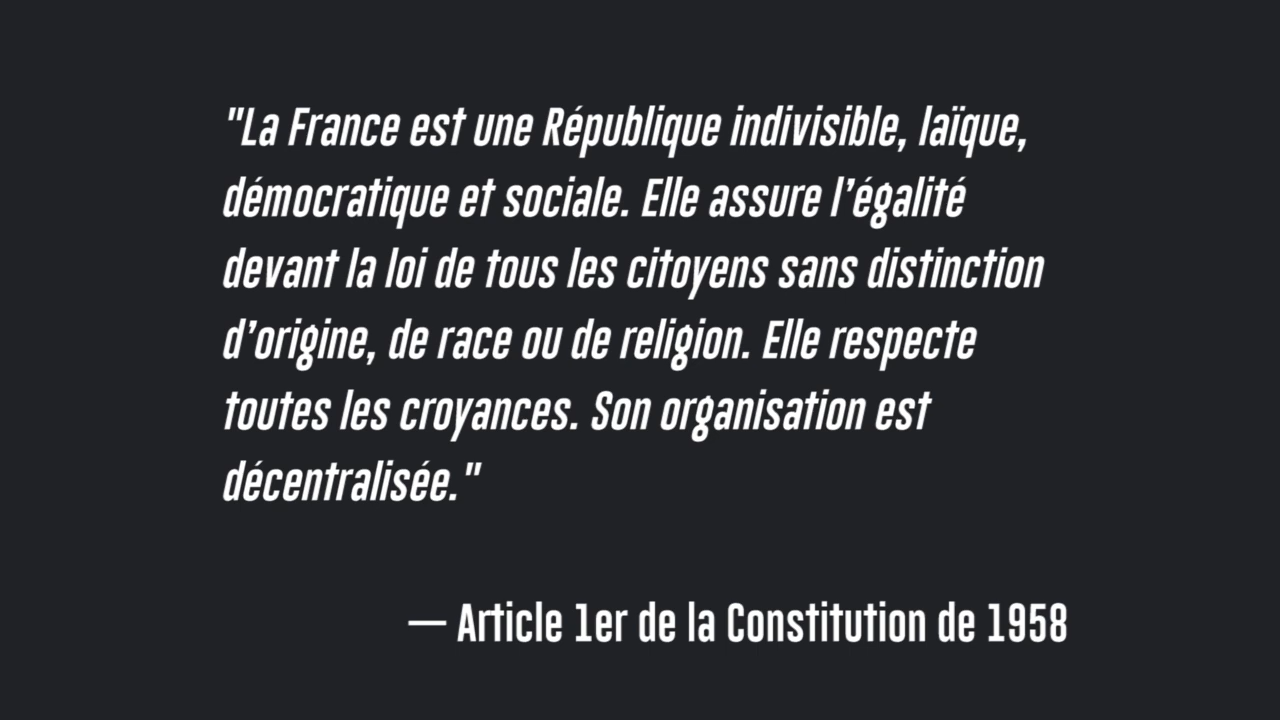 "La France est une République indivisible, laïque,
démocratique et sociale. Elle assure l’égalité
devant la loi de tous les citoyens sans distinction
d’origine, de race ou de religion. Elle respecte
toutes les croyances. Son organisation est
décentralisée."
— Article 1er de la Constitution de 1958